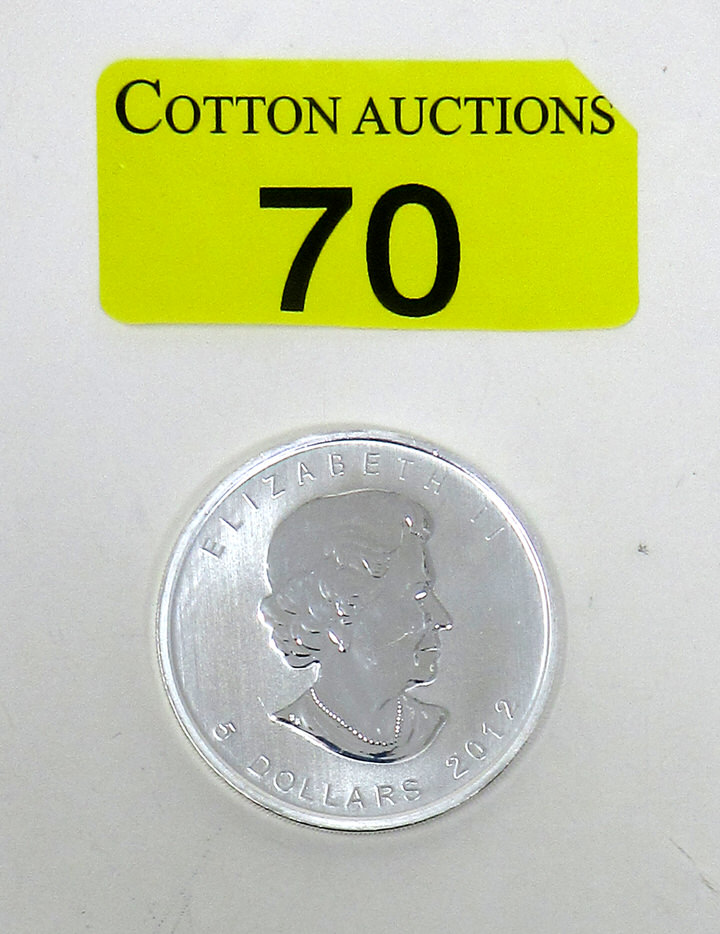 COTTON AUCTIONS
70
ELIZABETH II
5 DOLLARS 2012